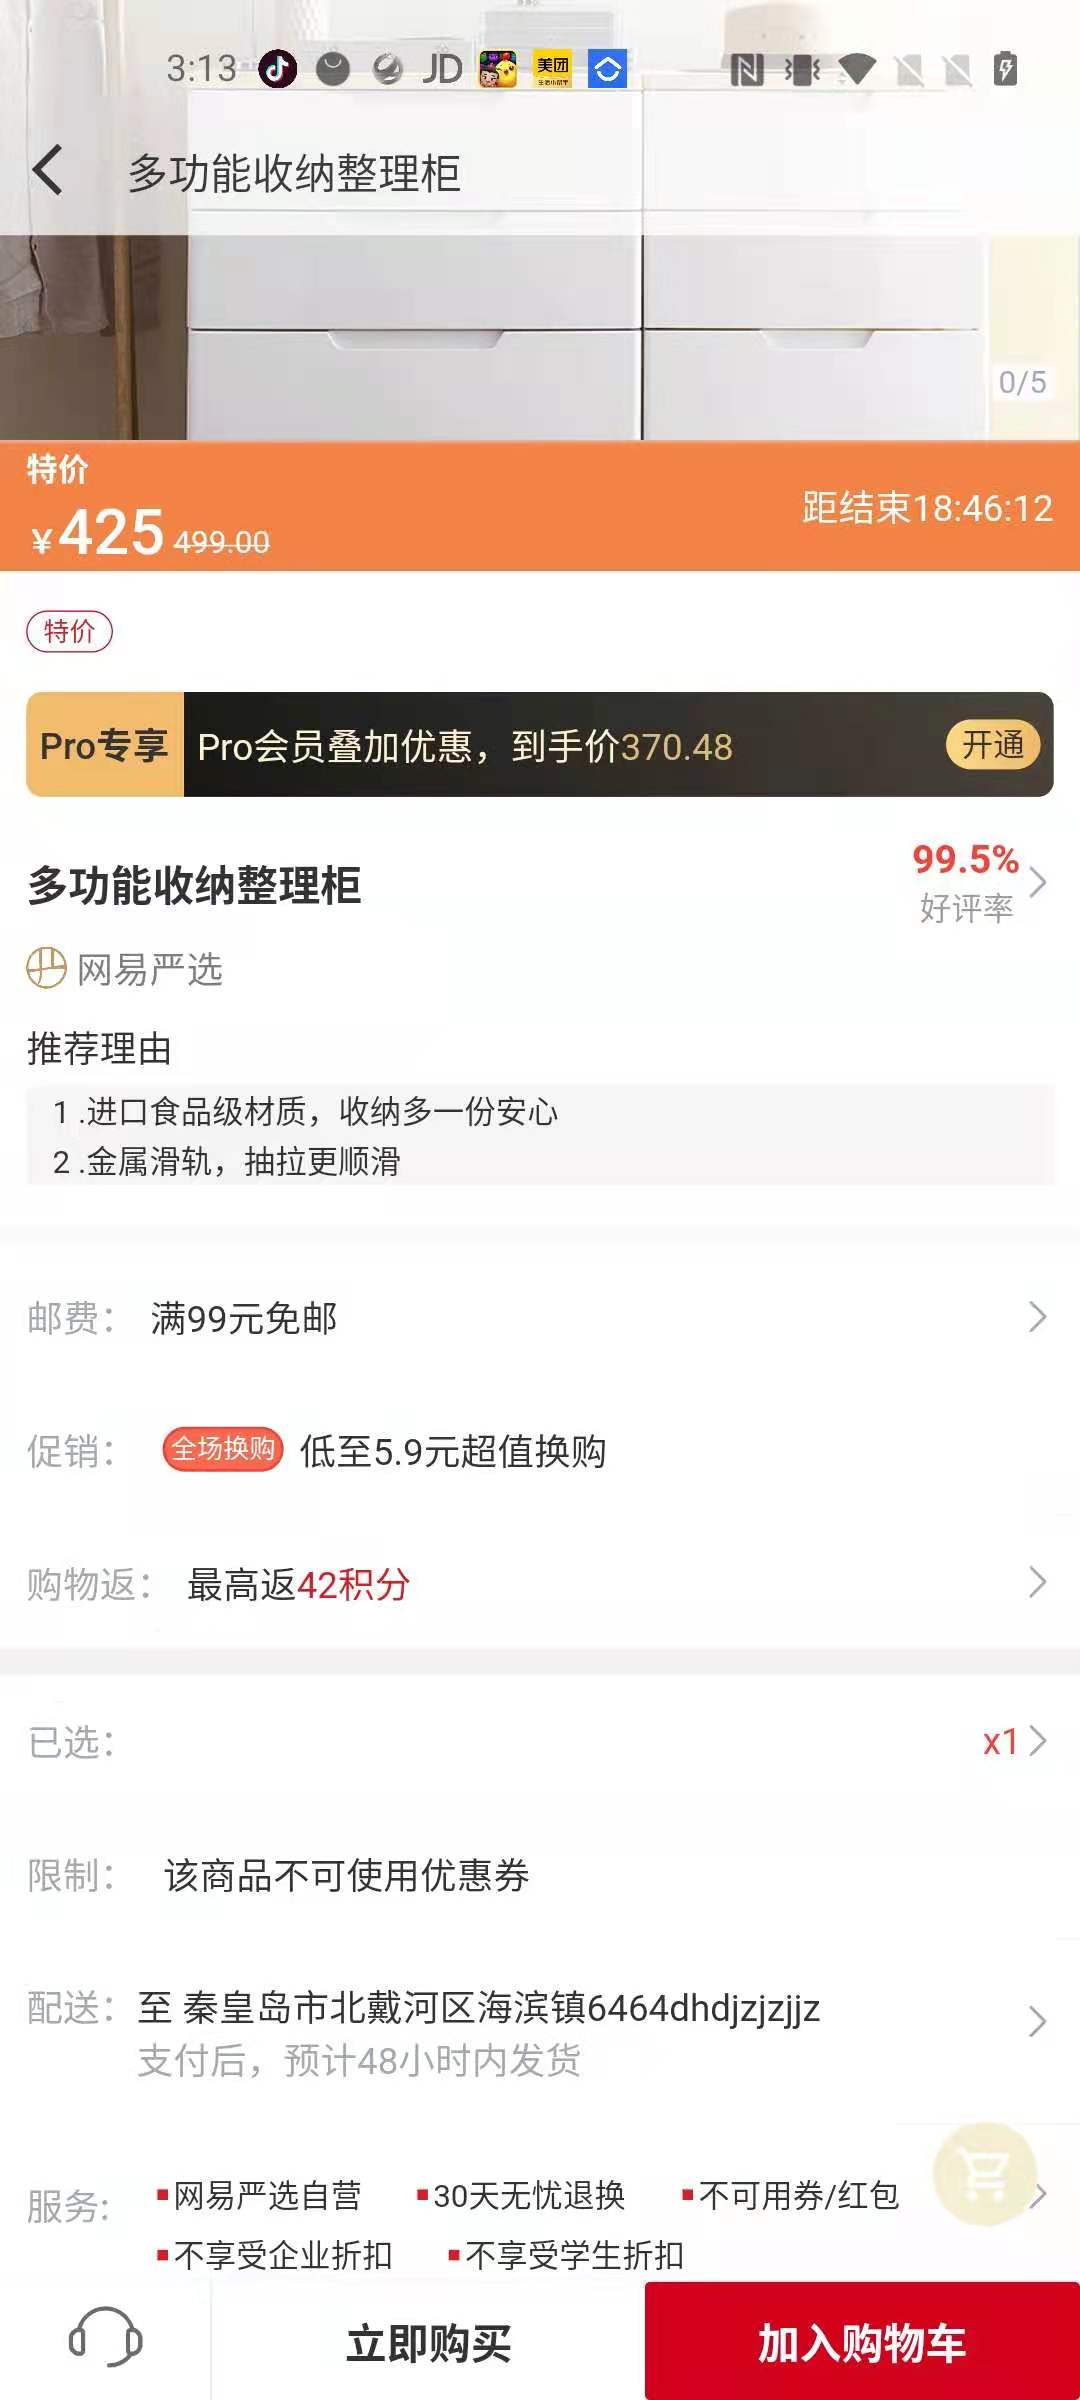 3:13 JD 美团
多功能收纳整理柜
0/5
特价
¥425 499.00
距结束18:46:12
特价
Pro专享 Pro会员叠加优惠，到手价370.48 开通
多功能收纳整理柜
99.5%
好评率
网易严选
推荐理由
1 .进口食品级材质，收纳多一份安心
2 .金属滑轨，抽拉更顺滑
邮费： 满99元免邮
促销： 全场换购 低至5.9元超值换购
购物返： 最高返42积分
已选： x1
限制： 该商品不可使用优惠券
配送： 至 秦皇岛市北戴河区海滨镇6464dhdjzjzjjz
支付后，预计48小时内发货
服务: 网易严选自营 30天无忧退换 不可用券/红包
不享受企业折扣 不享受学生折扣
立即购买 加入购物车